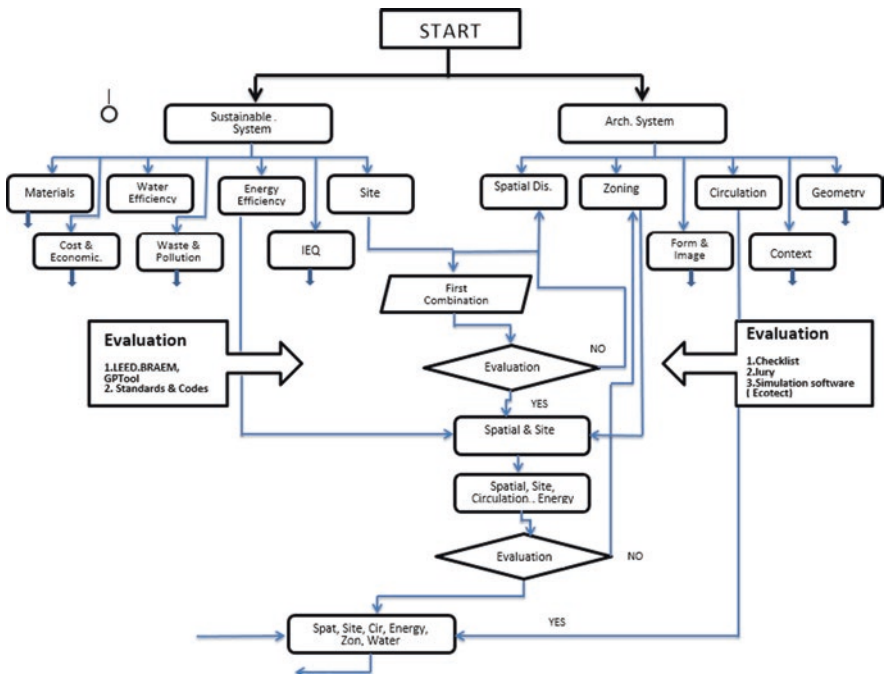 START
Sustainable .
System
Arch. System
Materials
Water
Efficiency
Energy
Efficiency
Site
Spatial Dis.
Zoning
Circulation
Geometry
Cost &
Economic.
Waste &
Pollution
IEQ
Form &
Image
Context
First
Combination
Evaluation
1.LEED.BRAEM,
GPTool
2. Standards & Codes
Evaluation
1.Checklist
2.Jury
3.Simulation software
( Ecotect)
Evaluation
NO
YES
Spatial & Site
Spatial, Site,
Circulation.. Energy
Evaluation
NO
YES
Spat, Site, Cir, Energy,
Zon, Water